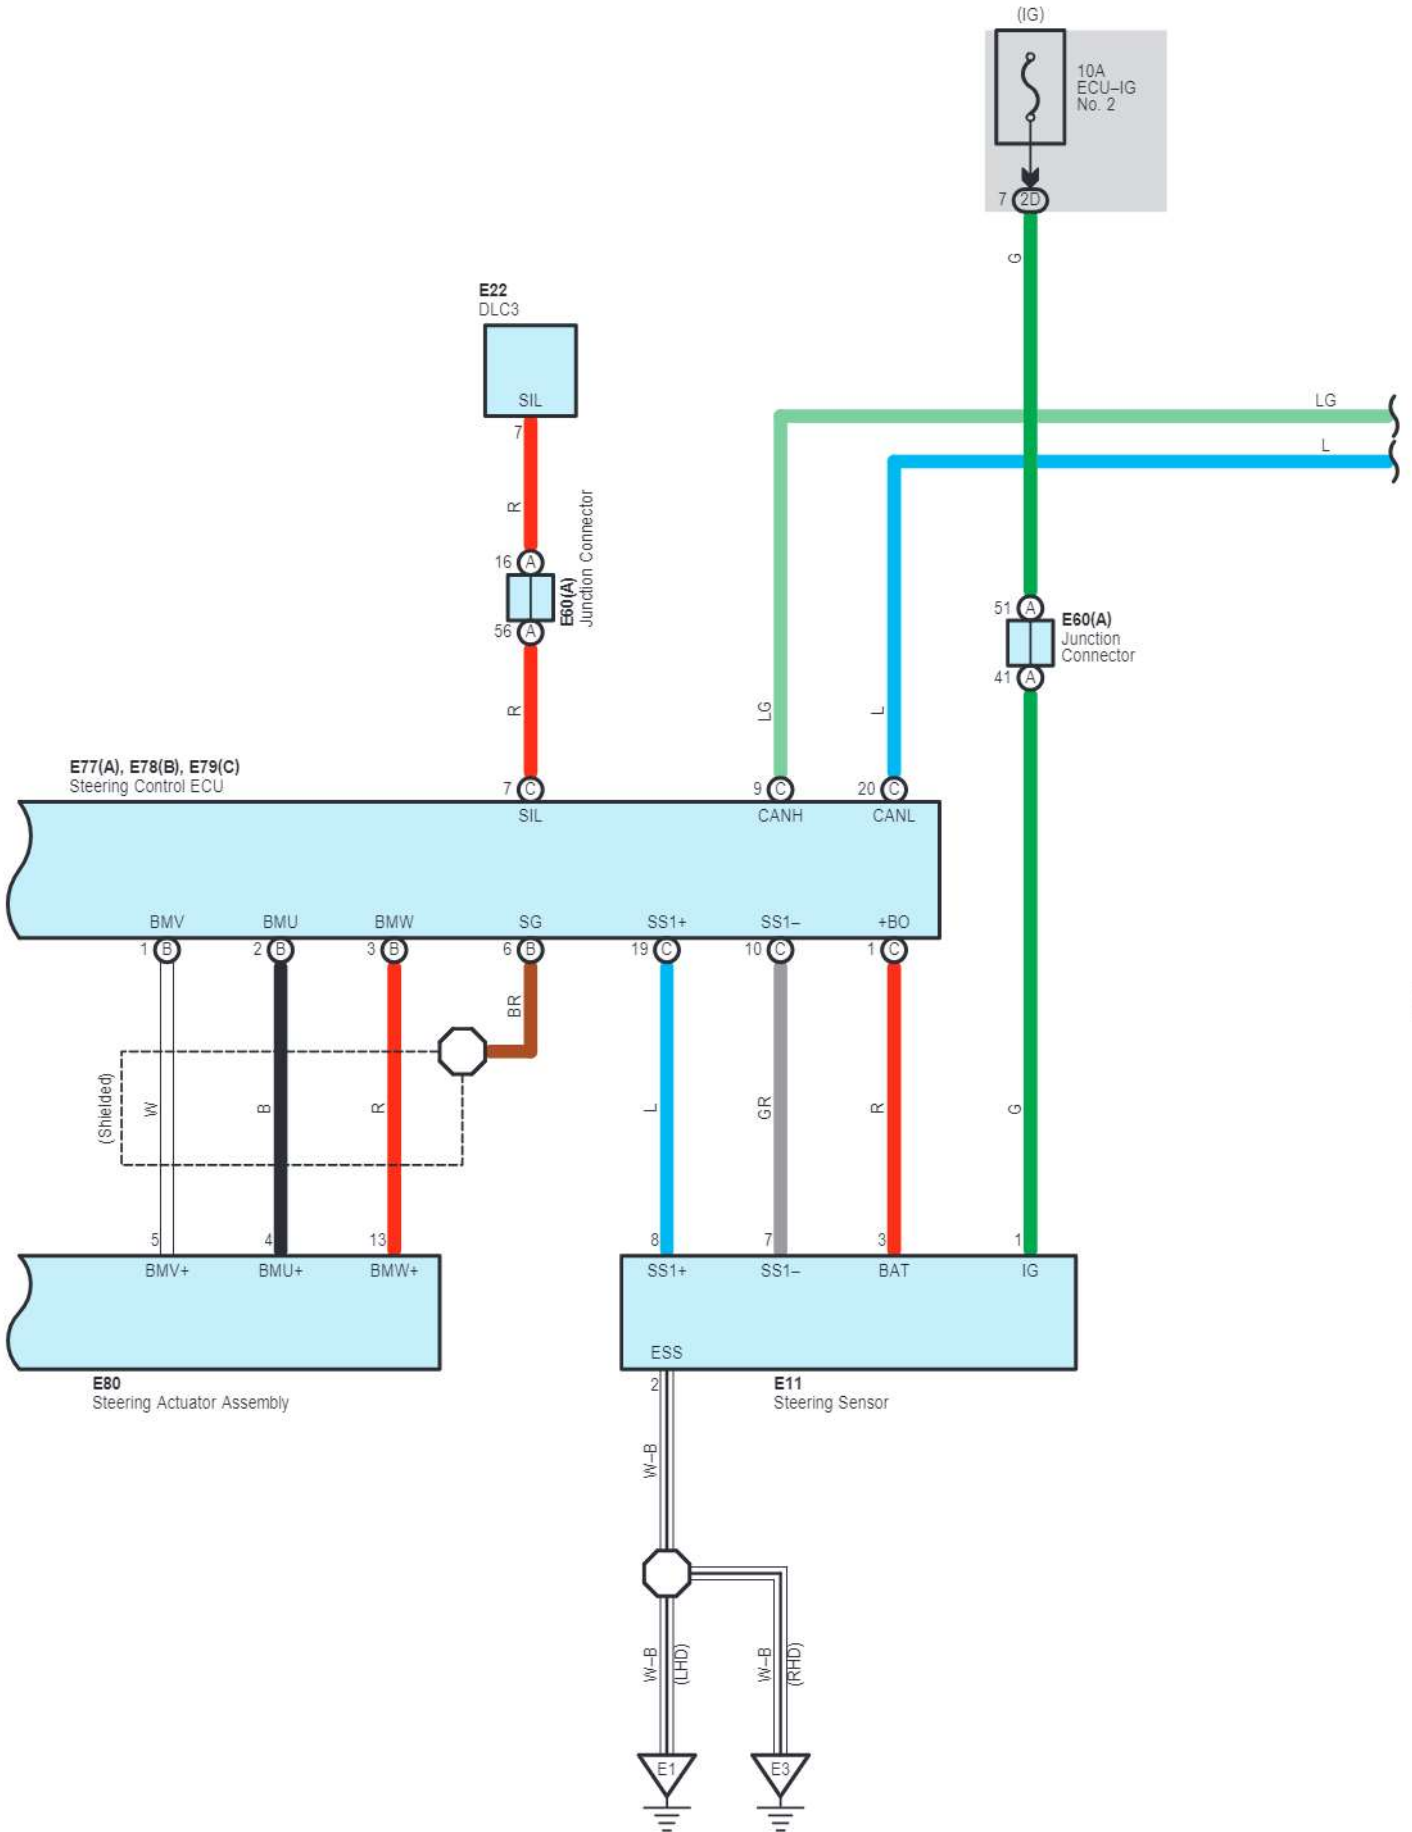 (IG)
10A
ECU–IG
No. 2
7 2D
G
E22
DLC3
SIL
7
LG
L
R
16 A
E60(A)
Junction Connector
56 A
51 A
E60(A)
Junction
Connector
41 A
R
LG
L
E77(A), E78(B), E79(C)
Steering Control ECU
7 C
9 C
20 C
SIL
CANH
CANL
BMV
BMU
BMW
SG
SS1+
SS1–
+BO
1 B
2 B
3 B
6 B
19 C
10 C
1 C
BR
(Shielded)
W
B
R
L
GR
R
G
5
4
13
8
7
3
1
BMV+
BMU+
BMW+
SS1+
SS1–
BAT
IG
ESS
E80
Steering Actuator Assembly
2
E11
Steering Sensor
W–B
W–B
(LHD)
W–B
(RHD)
E1
E3